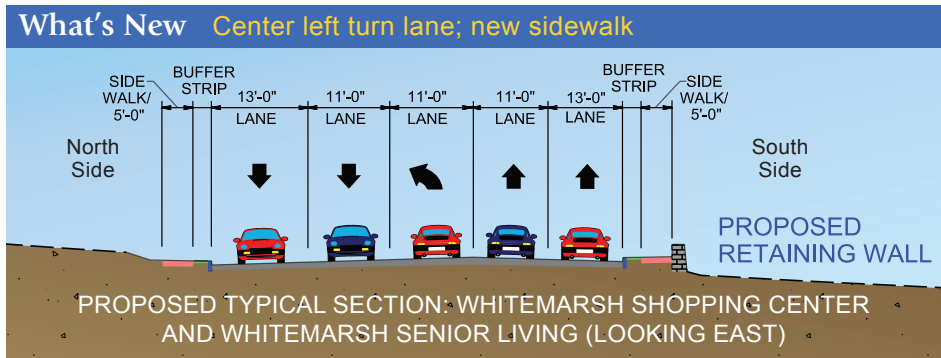 What's New Center left turn lane; new sidewalk
SIDE
WALK/
5'-0"
BUFFER
STRIP
13'-0"
LANE
11'-0"
LANE
11'-0"
LANE
11'-0"
LANE
13'-0"
LANE
BUFFER
STRIP
SIDE
WALK/
5'-0"
North
Side
South
Side
PROPOSED
RETAINING WALL
PROPOSED TYPICAL SECTION: WHITEMARSH SHOPPING CENTER
AND WHITEMARSH SENIOR LIVING (LOOKING EAST)